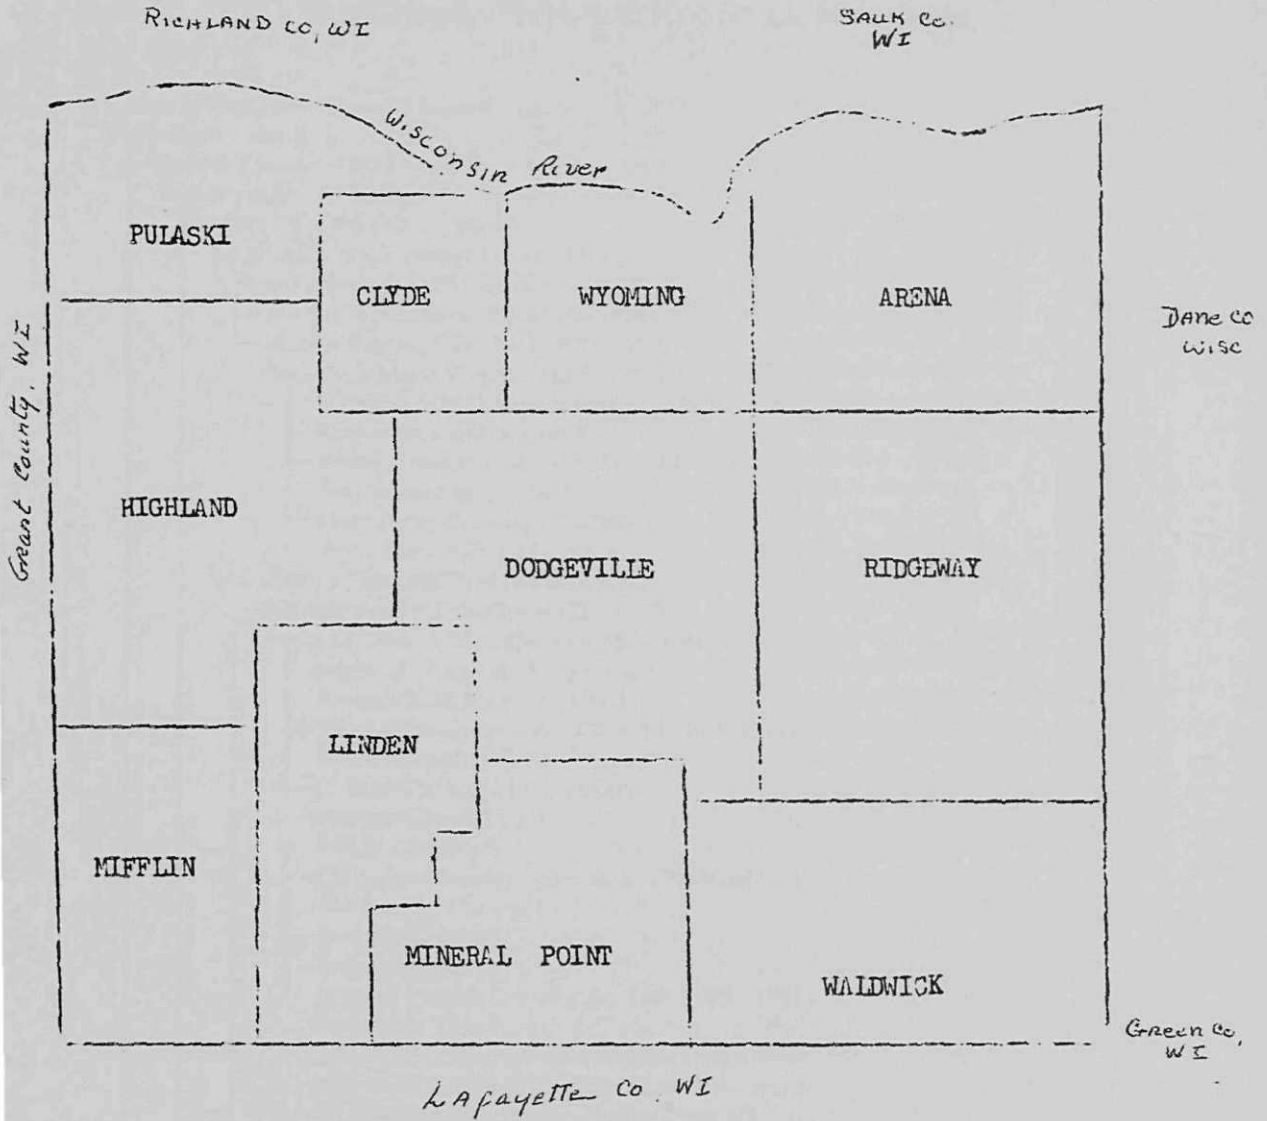 RICHLAND CO, WI
SAUK Co.
WI
Wisconsin River
PULASKI
CLYDE
WYOMING
ARENA
Dane co
wisc
Grant County, WI
HIGHLAND
DODGEVILLE
RIDGEWAY
LINDEN
MIFFLIN
MINERAL POINT
WALDWICK
Green Co,
WI
LAfayette Co. WI